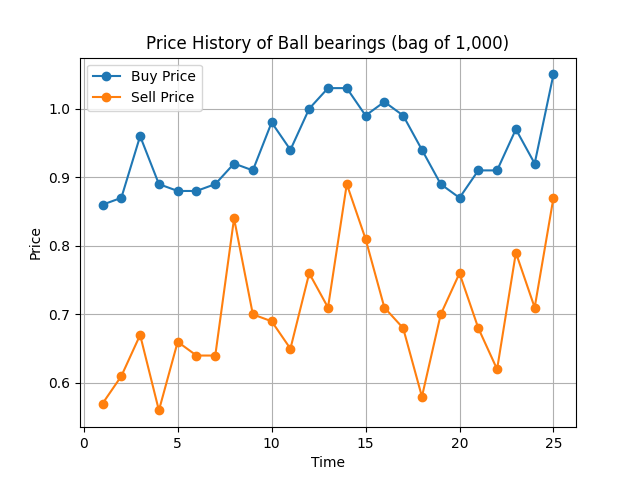 Price History of Ball bearings (bag of 1,000)
Buy Price
Sell Price
Price
1.0
0.9
0.8
0.7
0.6
0
5
10
15
20
25
Time